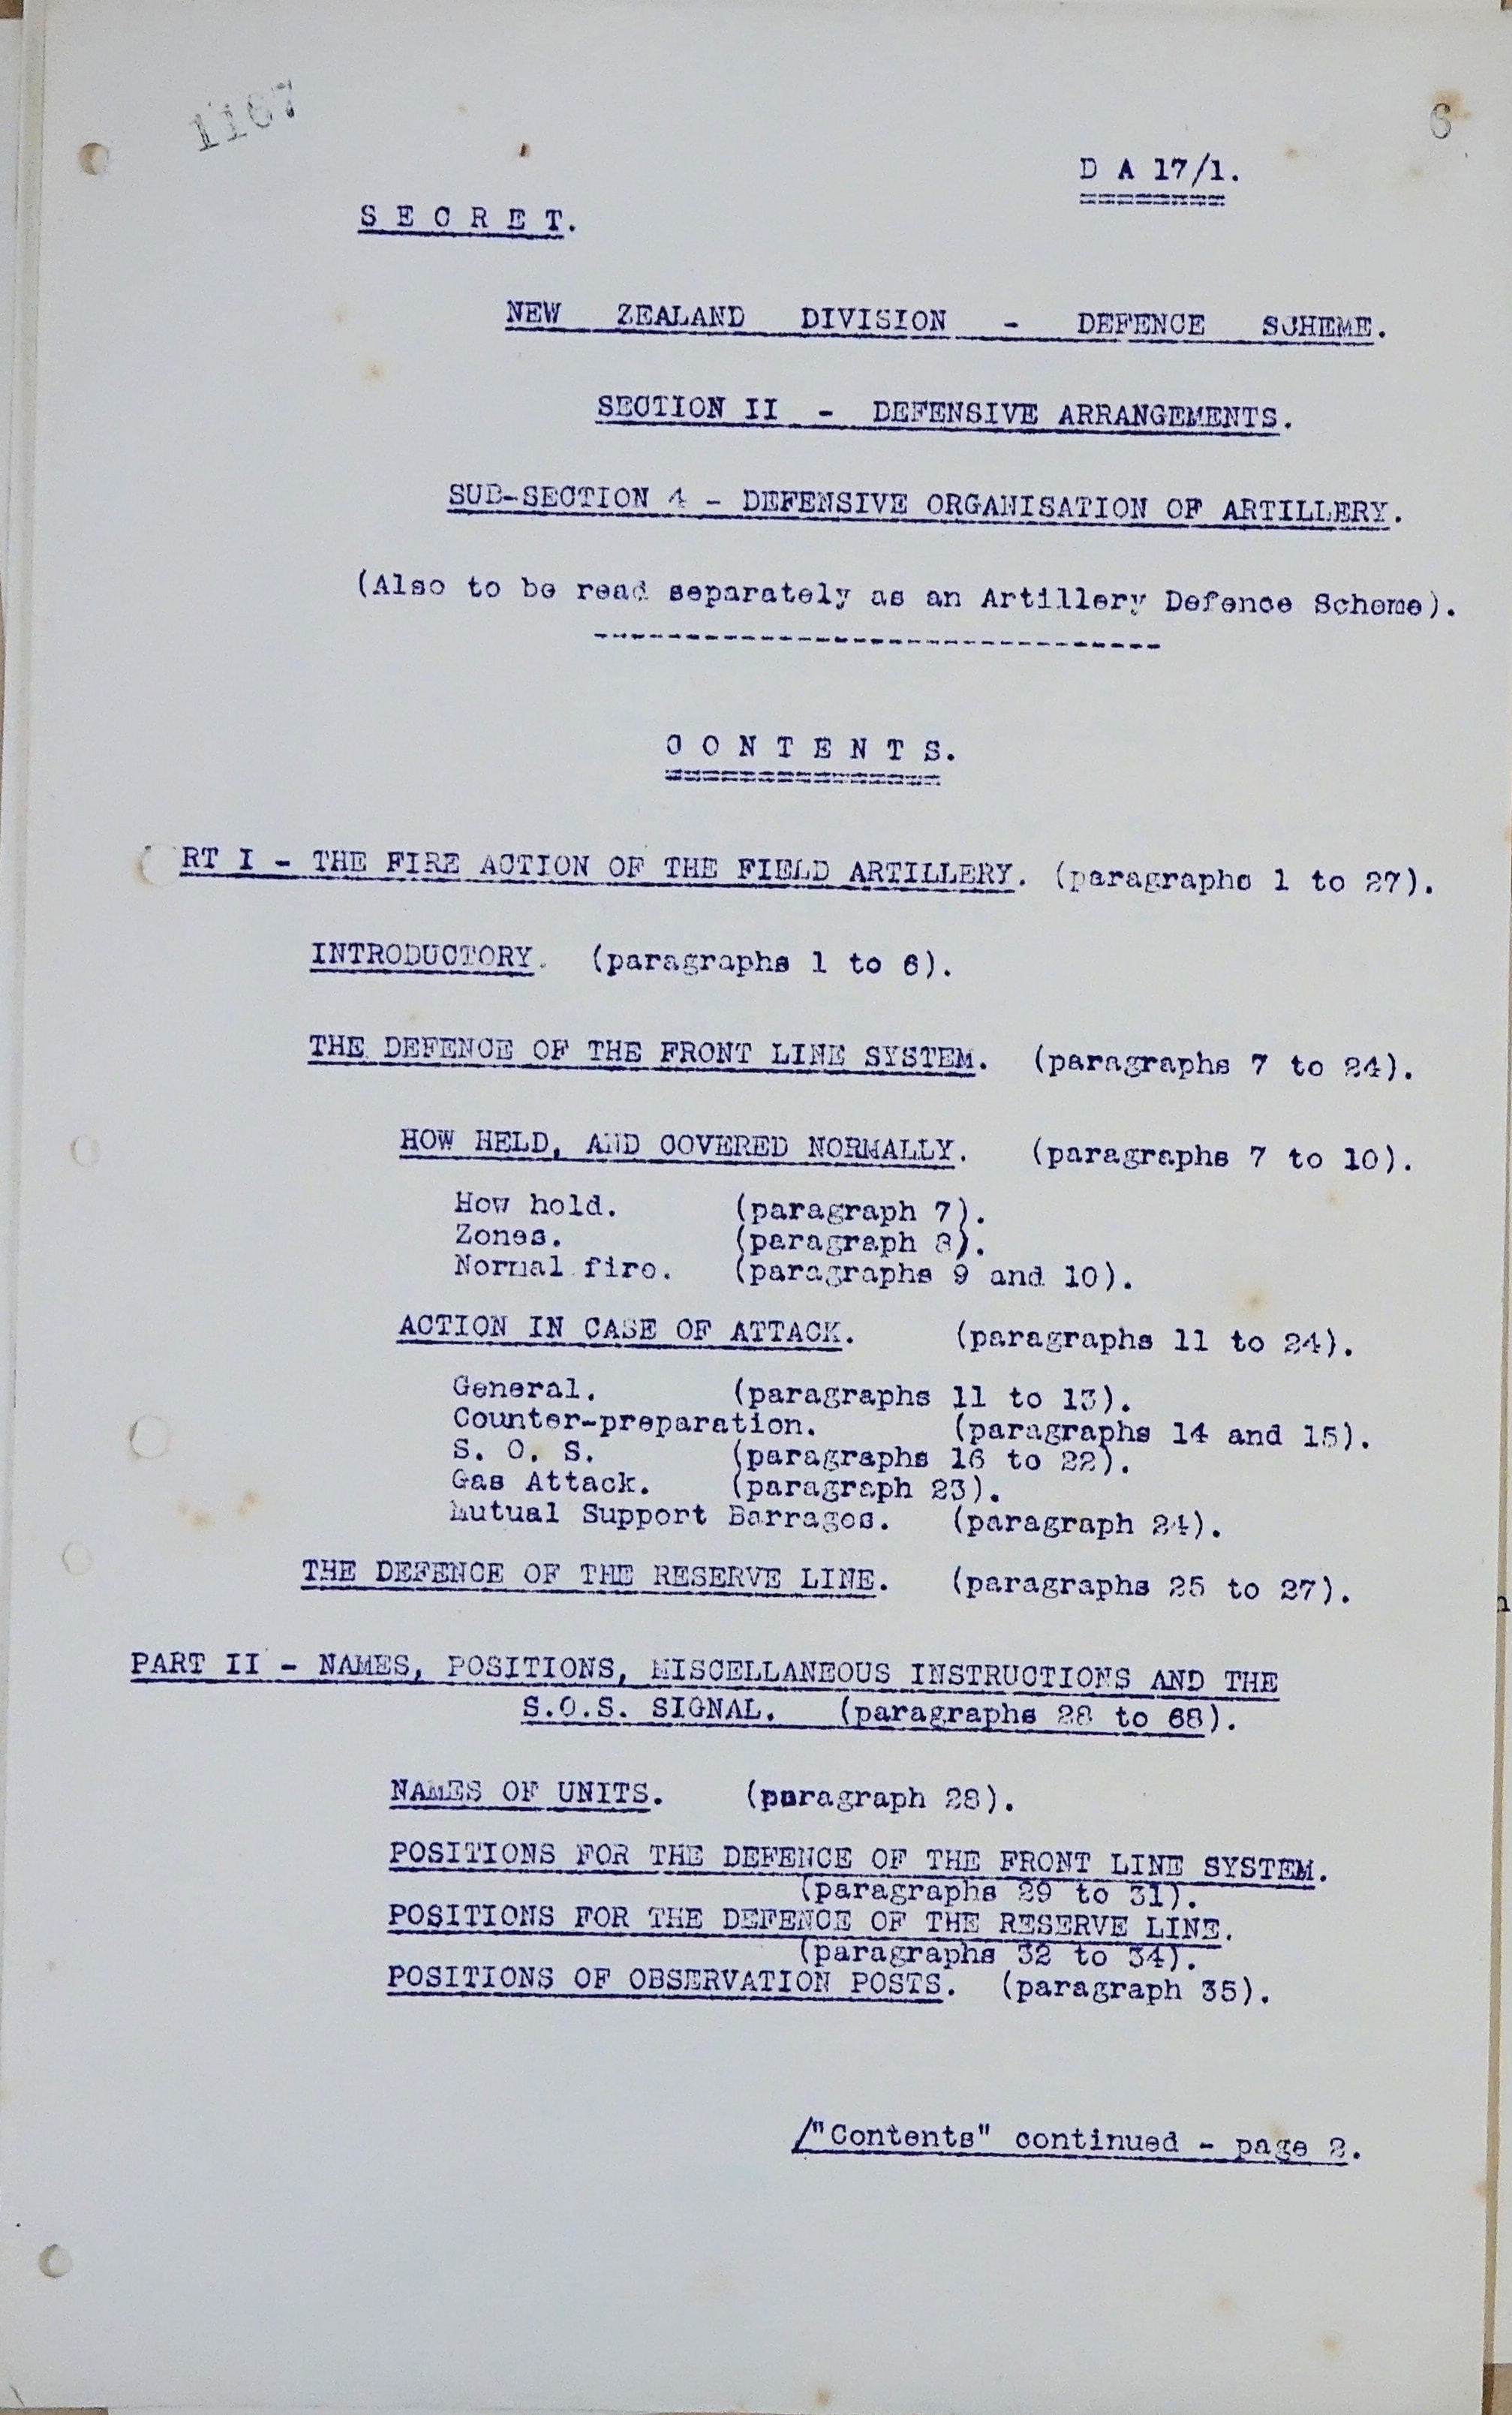 1167
6
D A 17/1.
S E C R E T.
NEW ZEALAND DIVISION - DEFENCE SCHEME.
SECTION II - DEFENSIVE ARRANGEMENTS.
SUB-SECTION 4 - DEFENSIVE ORGANISATION OF ARTILLERY.
(Also to be read separately as an Artillery Defence Scheme).
C O N T E N T S.
RT I - THE FIRE ACTION OF THE FIELD ARTILLERY. (paragraphs 1 to 27).
INTRODUCTORY. (paragraphs 1 to 6).
THE DEFENCE OF THE FRONT LINE SYSTEM. (paragraphs 7 to 24).
HOW HELD, AND COVERED NORMALLY. (paragraphs 7 to 10).
How hold. (paragraph 7).
Zones. (paragraph 8).
Normal fire. (paragraphs 9 and 10).
ACTION IN CASE OF ATTACK. (paragraphs 11 to 24).
General. (paragraphs 11 to 13).
Counter-preparation. (paragraphs 14 and 15).
S. O. S. (paragraphs 16 to 22).
Gas Attack. (paragraph 23).
Mutual Support Barrages. (paragraph 24).
THE DEFENCE OF THE RESERVE LINE. (paragraphs 25 to 27).
PART II - NAMES, POSITIONS, MISCELLANEOUS INSTRUCTIONS AND THE
S.O.S. SIGNAL. (paragraphs 28 to 68).
NAMES OF UNITS. (paragraph 28).
POSITIONS FOR THE DEFENCE OF THE FRONT LINE SYSTEM.
(paragraphs 29 to 31).
POSITIONS FOR THE DEFENCE OF THE RESERVE LINE.
(paragraphs 32 to 34).
POSITIONS OF OBSERVATION POSTS. (paragraph 35).
/"Contents" continued - page 2.